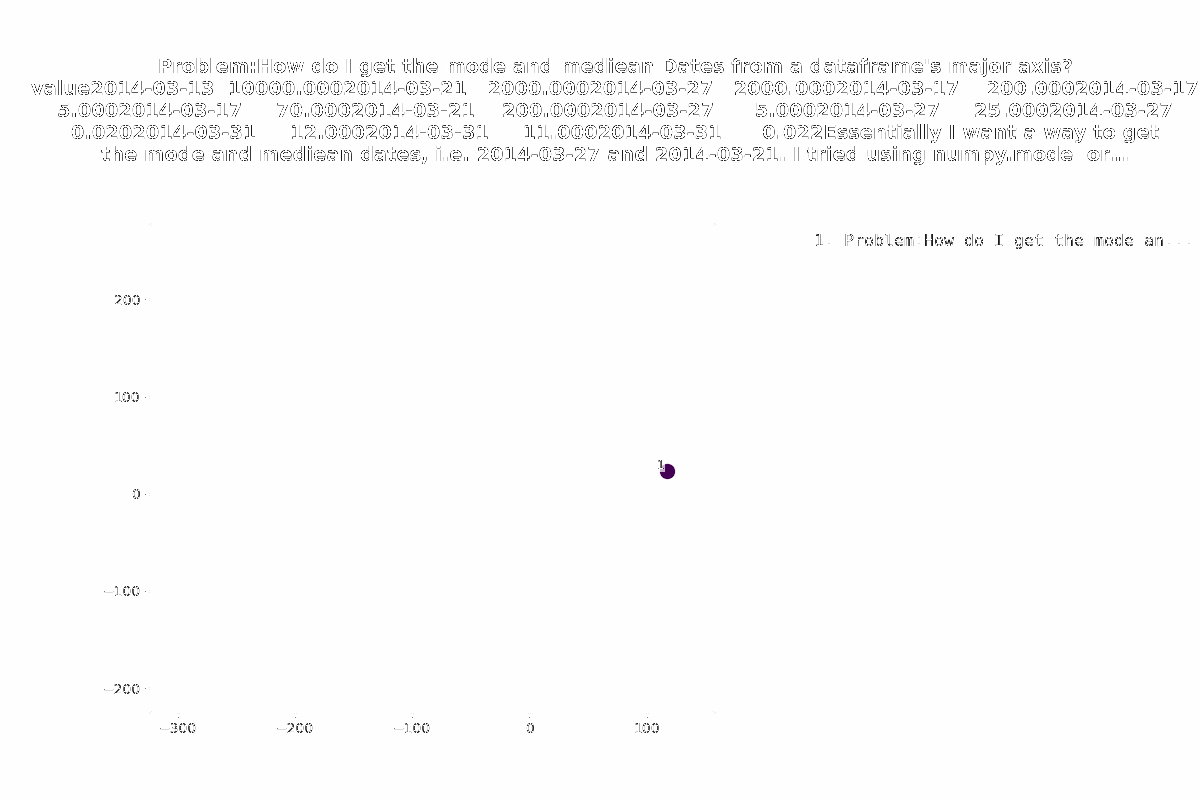 Problem:How do I get the mode and mediean Dates from a dataframe's major axis?
value2014-03-13 10000.0002014-03-21 2000.0002014-03-27 2000.0002014-03-17 200.0002014-03-17
5.0002014-03-17 70.0002014-03-21 200.0002014-03-27 5.0002014-03-27 25.0002014-03-27
0.0202014-03-31 12.0002014-03-31 11.0002014-03-31 0.022Essentially I want a way to get
the mode and mediean dates, i.e. 2014-03-27 and 2014-03-21. I tried using numpy.mode or...
1. Problem:How do I get the mode an...
200
100
1
0
−100
−200
−300 −200 −100 0 100